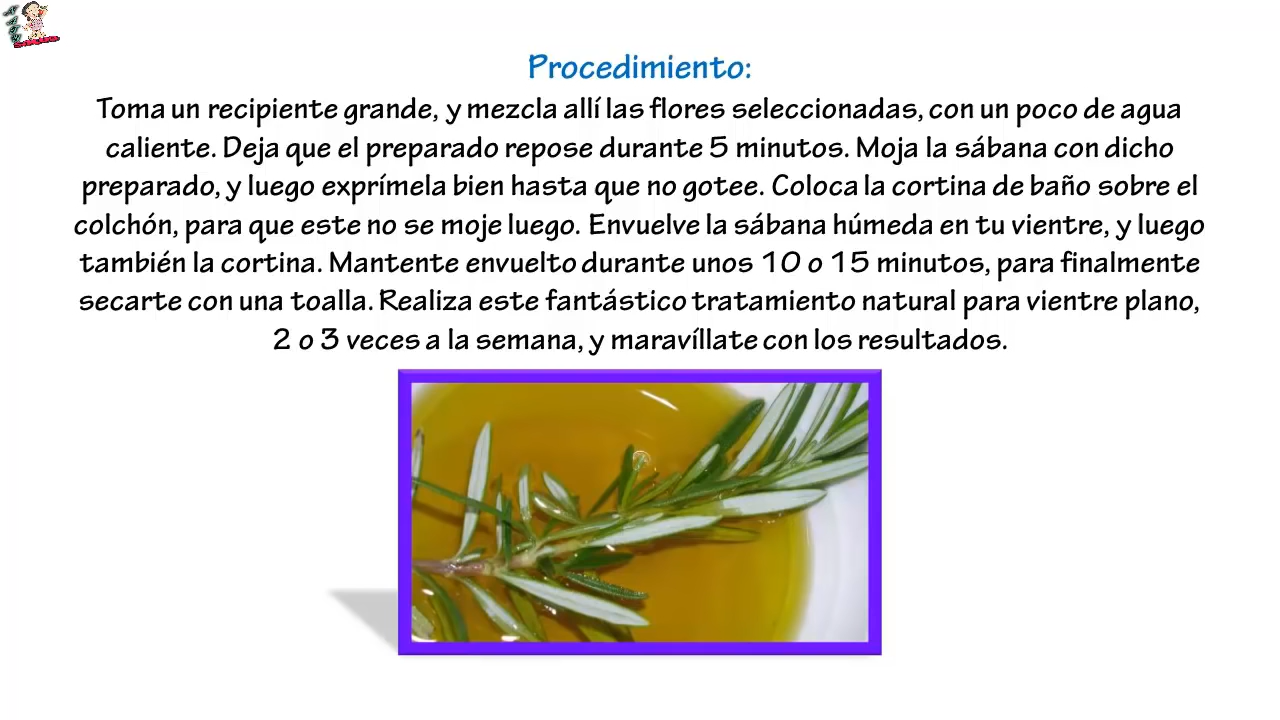 Procedimiento:
Toma un recipiente grande, y mezcla allí las flores seleccionadas, con un poco de agua
caliente. Deja que el preparado repose durante 5 minutos. Moja la sábana con dicho
preparado, y luego exprímela bien hasta que no gotee. Coloca la cortina de baño sobre el
colchón, para que este no se moje luego. Envuelve la sábana húmeda en tu vientre, y luego
también la cortina. Mantente envuelto durante unos 10 o 15 minutos, para finalmente
secarte con una toalla. Realiza este fantástico tratamiento natural para vientre plano,
2 o 3 veces a la semana, y maravíllate con los resultados.